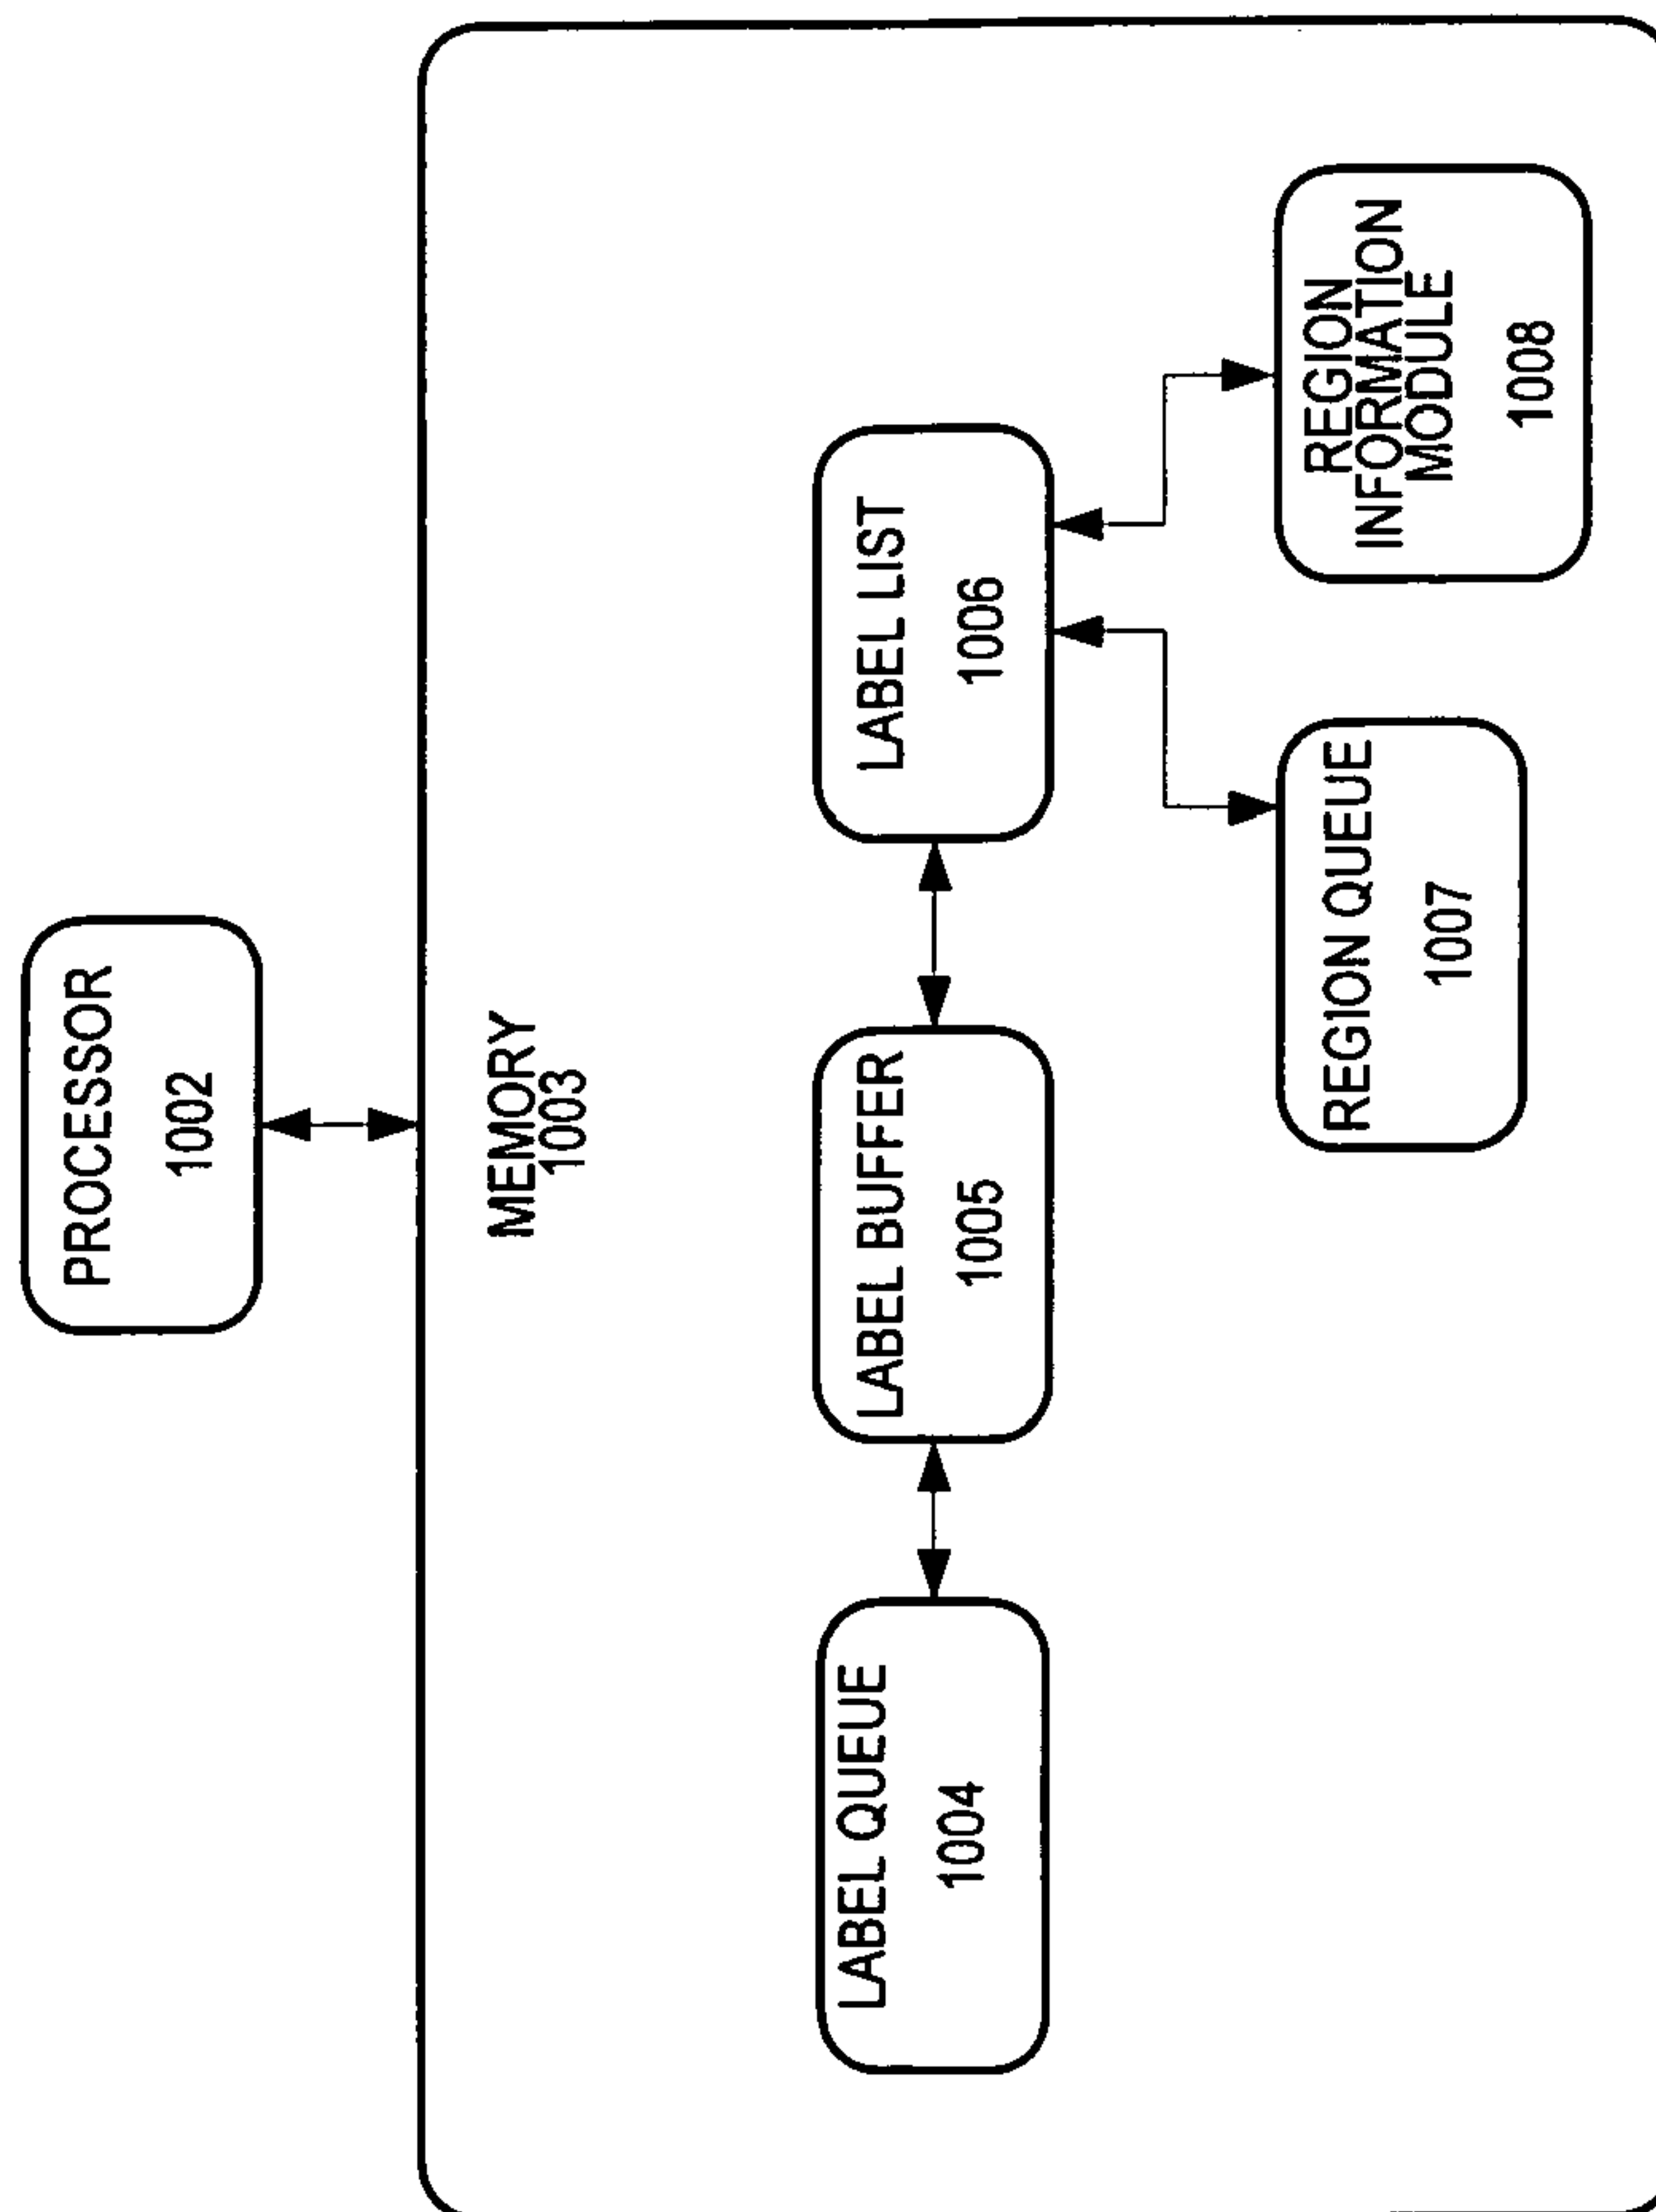 PROCESSOR
1002
MEMORY
1003
LABEL QUEUE
1004
LABEL BUFFER
1005
LABEL LIST
1006
REGION QUEUE
1007
REGION
INFORMATION
MODULE
1008